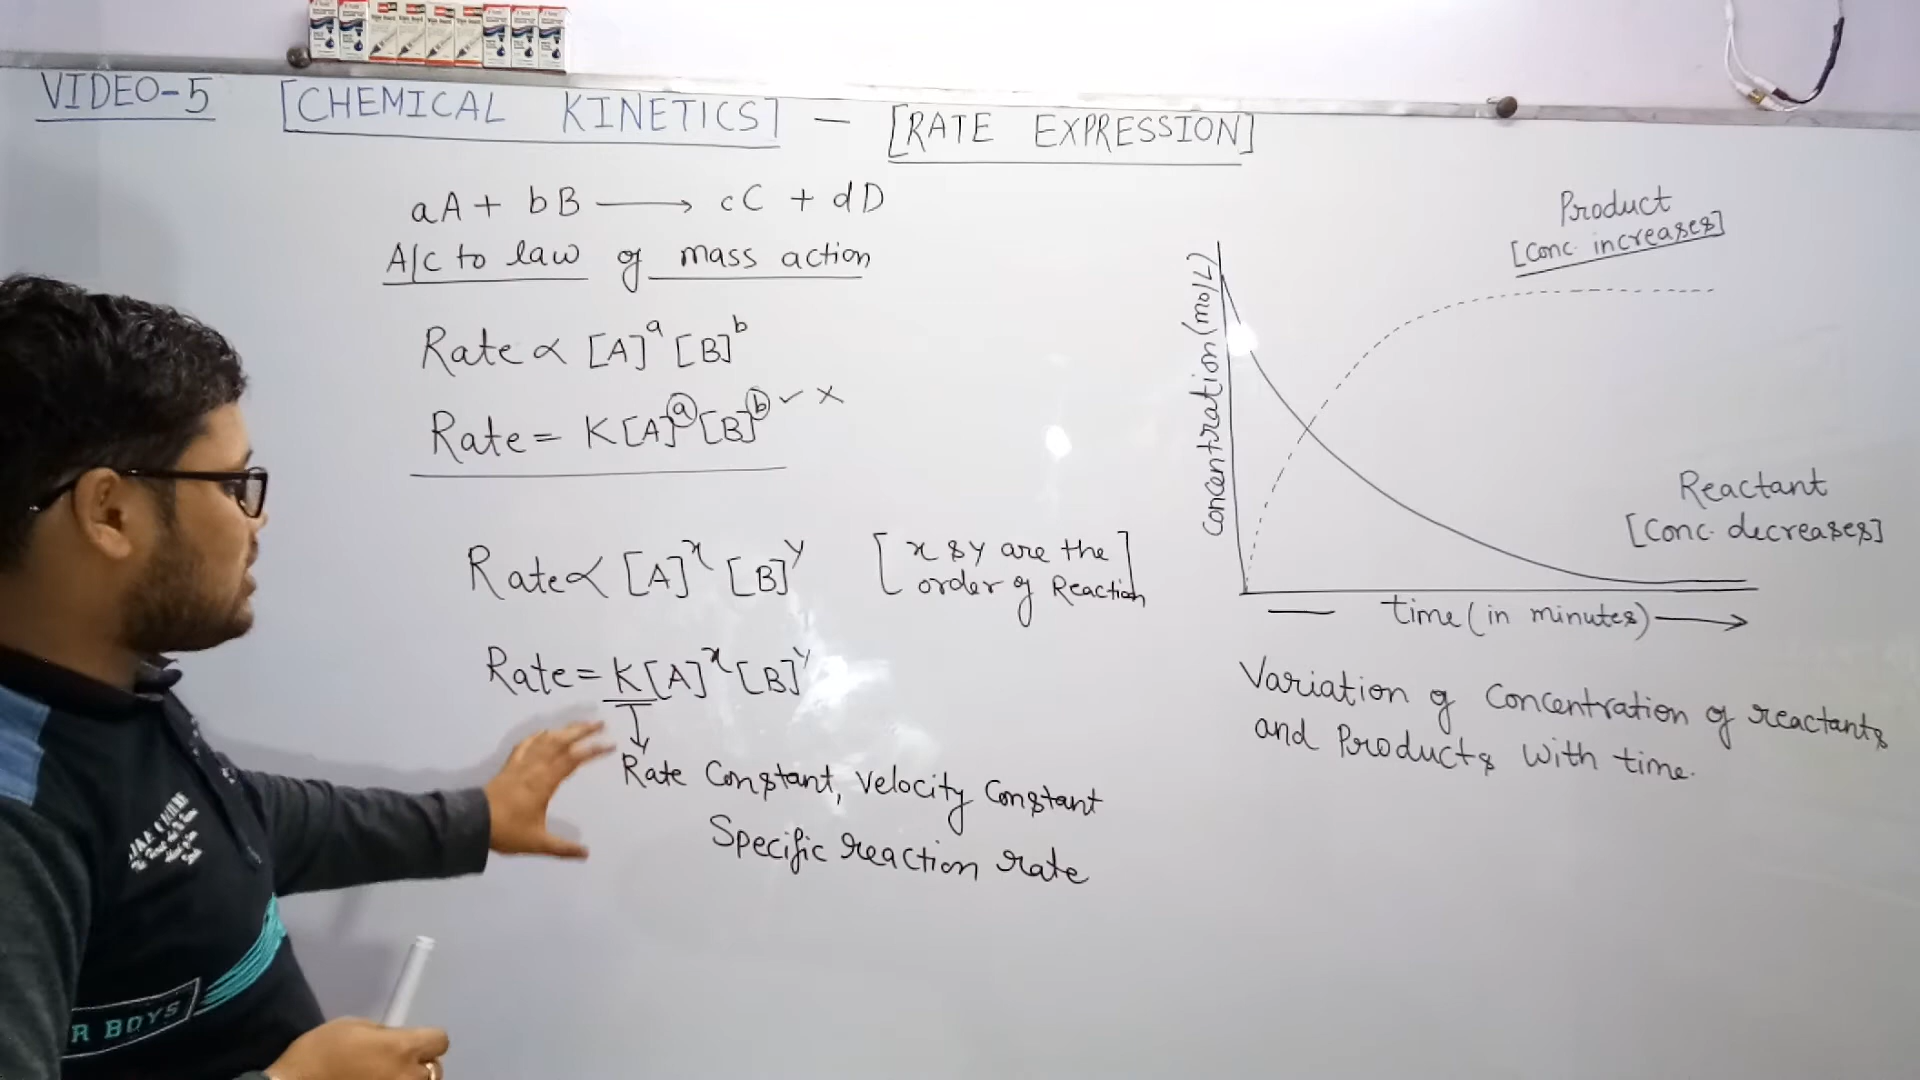 VIDEO-5 [CHEMICAL KINETICS] — [RATE EXPRESSION]
aA + bB ⟶ cC + dD
A/c to law of mass action
Rate ∝ [A]^a [B]^b
Rate = K[A]^a [B]^b ✓ ×
Rate ∝ [A]^x [B]^y [x & y are the order of Reaction]
Rate = K[A]^x [B]^y
Rate Constant, Velocity Constant
Specific reaction rate
Product
[Conc. increases]
Concentration (mol/L)
Reactant
[Conc. decreases]
time (in minutes) ⟶
Variation of Concentration of reactants
and Products with time.
R BOYS